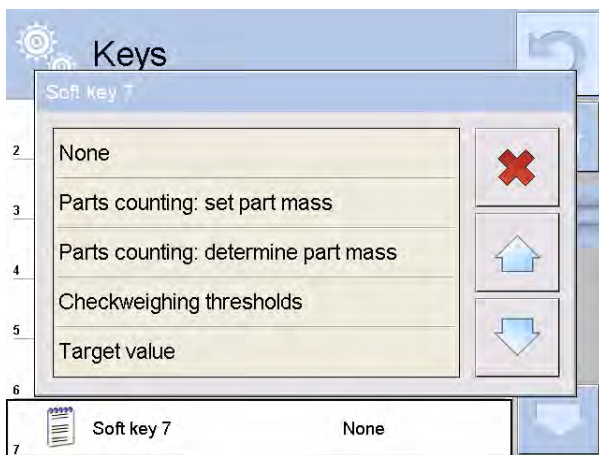 Keys
Soft key 7
None
Parts counting: set part mass
Parts counting: determine part mass
Checkweighing thresholds
Target value
2
3
4
5
6
7
Soft key 7 None